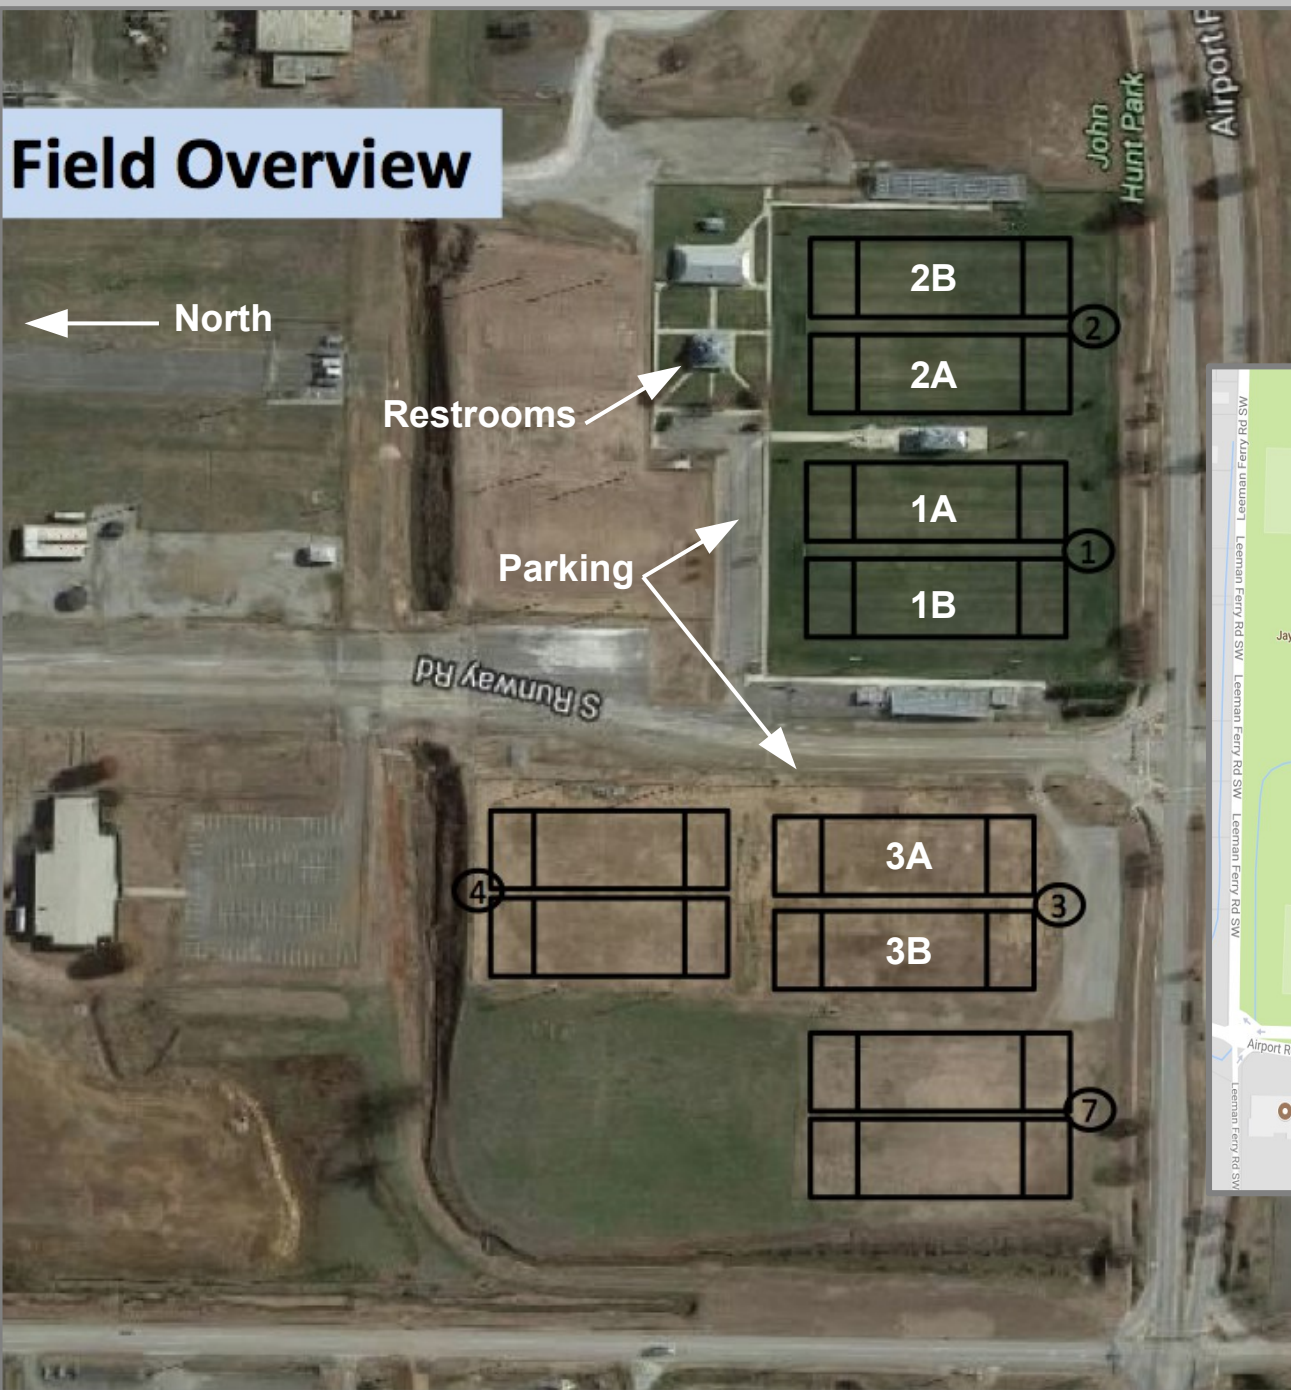 Airport
John
Hunt Park
Field Overview
2B
North
2
2A
Restrooms
1A
1
Parking
1B
S Runway Rd
3A
4
3
3B
7
Leeman Ferry Rd SW
Leeman Ferry Rd SW
Leeman Ferry Rd SW
Leeman Ferry Rd SW
Jay
Airport R
Leeman Ferry Rd SW